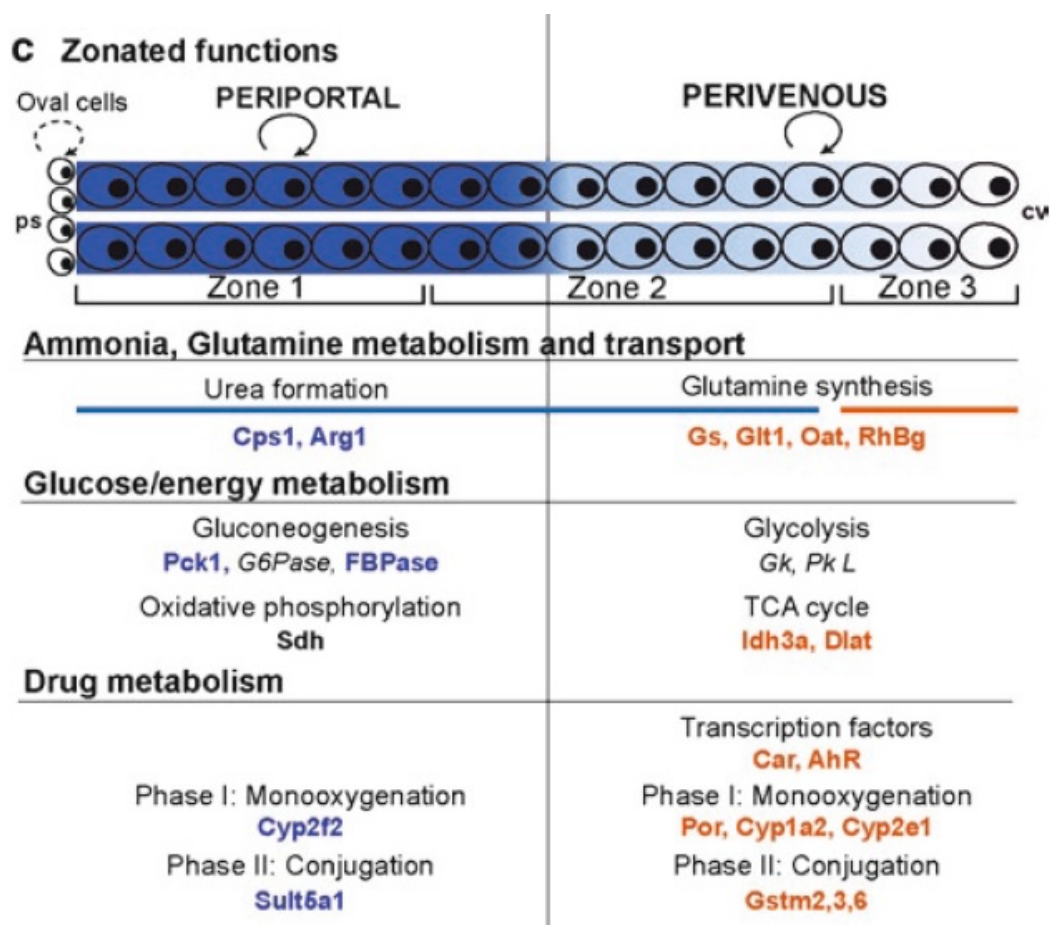 C Zonated functions
Oval cells
PERIPORTAL
PERIVENOUS
ps
cv
Zone 1
Zone 2
Zone 3
Ammonia, Glutamine metabolism and transport
Urea formation
Glutamine synthesis
Cps1, Arg1
Gs, Glt1, Oat, RhBg
Glucose/energy metabolism
Gluconeogenesis
Glycolysis
Pck1, G6Pase, FBPase
Gk, Pk L
Oxidative phosphorylation
TCA cycle
Sdh
Idh3a, Dlat
Drug metabolism
Transcription factors
Car, AhR
Phase I: Monooxygenation
Phase I: Monooxygenation
Cyp2f2
Por, Cyp1a2, Cyp2e1
Phase II: Conjugation
Phase II: Conjugation
Sult5a1
Gstm2,3,6